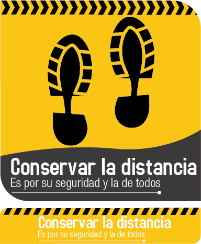 Conservar la distancia
Es por su seguridad y la de todos
Conservar la distancia
Es por su seguridad y la de todos